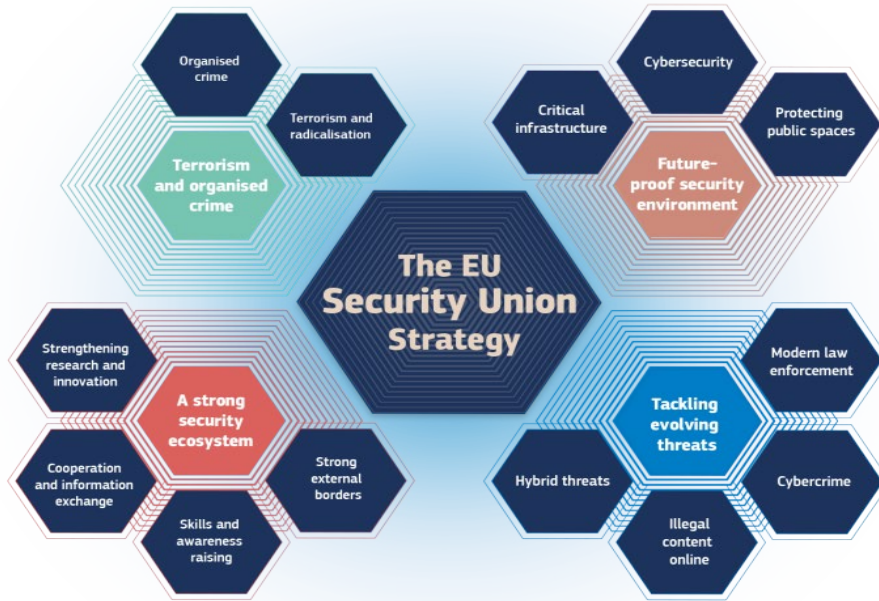 Organised
crime
Terrorism and
radicalisation
Terrorism
and organised
crime
Cybersecurity
Critical
infrastructure
Protecting
public spaces
Future-
proof security
environment
The EU
Security Union
Strategy
Strengthening
research and
innovation
A strong
security
ecosystem
Cooperation
and information
exchange
Skills and
awareness
raising
Strong
external
borders
Modern law
enforcement
Tackling
evolving
threats
Hybrid threats
Cybercrime
Illegal
content
online